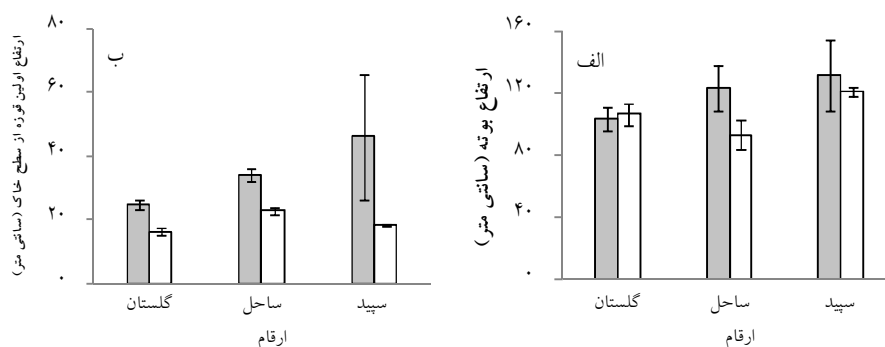 الف
ارتفاع بوته (سانتی متر)
۱۶۰
۱۲۰
۸۰
۴۰
۰
گلستان ساحل سپید
ارقام
ب
ارتفاع اولین قوزه از سطح خاک (سانتی متر)
۸۰
۶۰
۴۰
۲۰
۰
گلستان ساحل سپید
ارقام